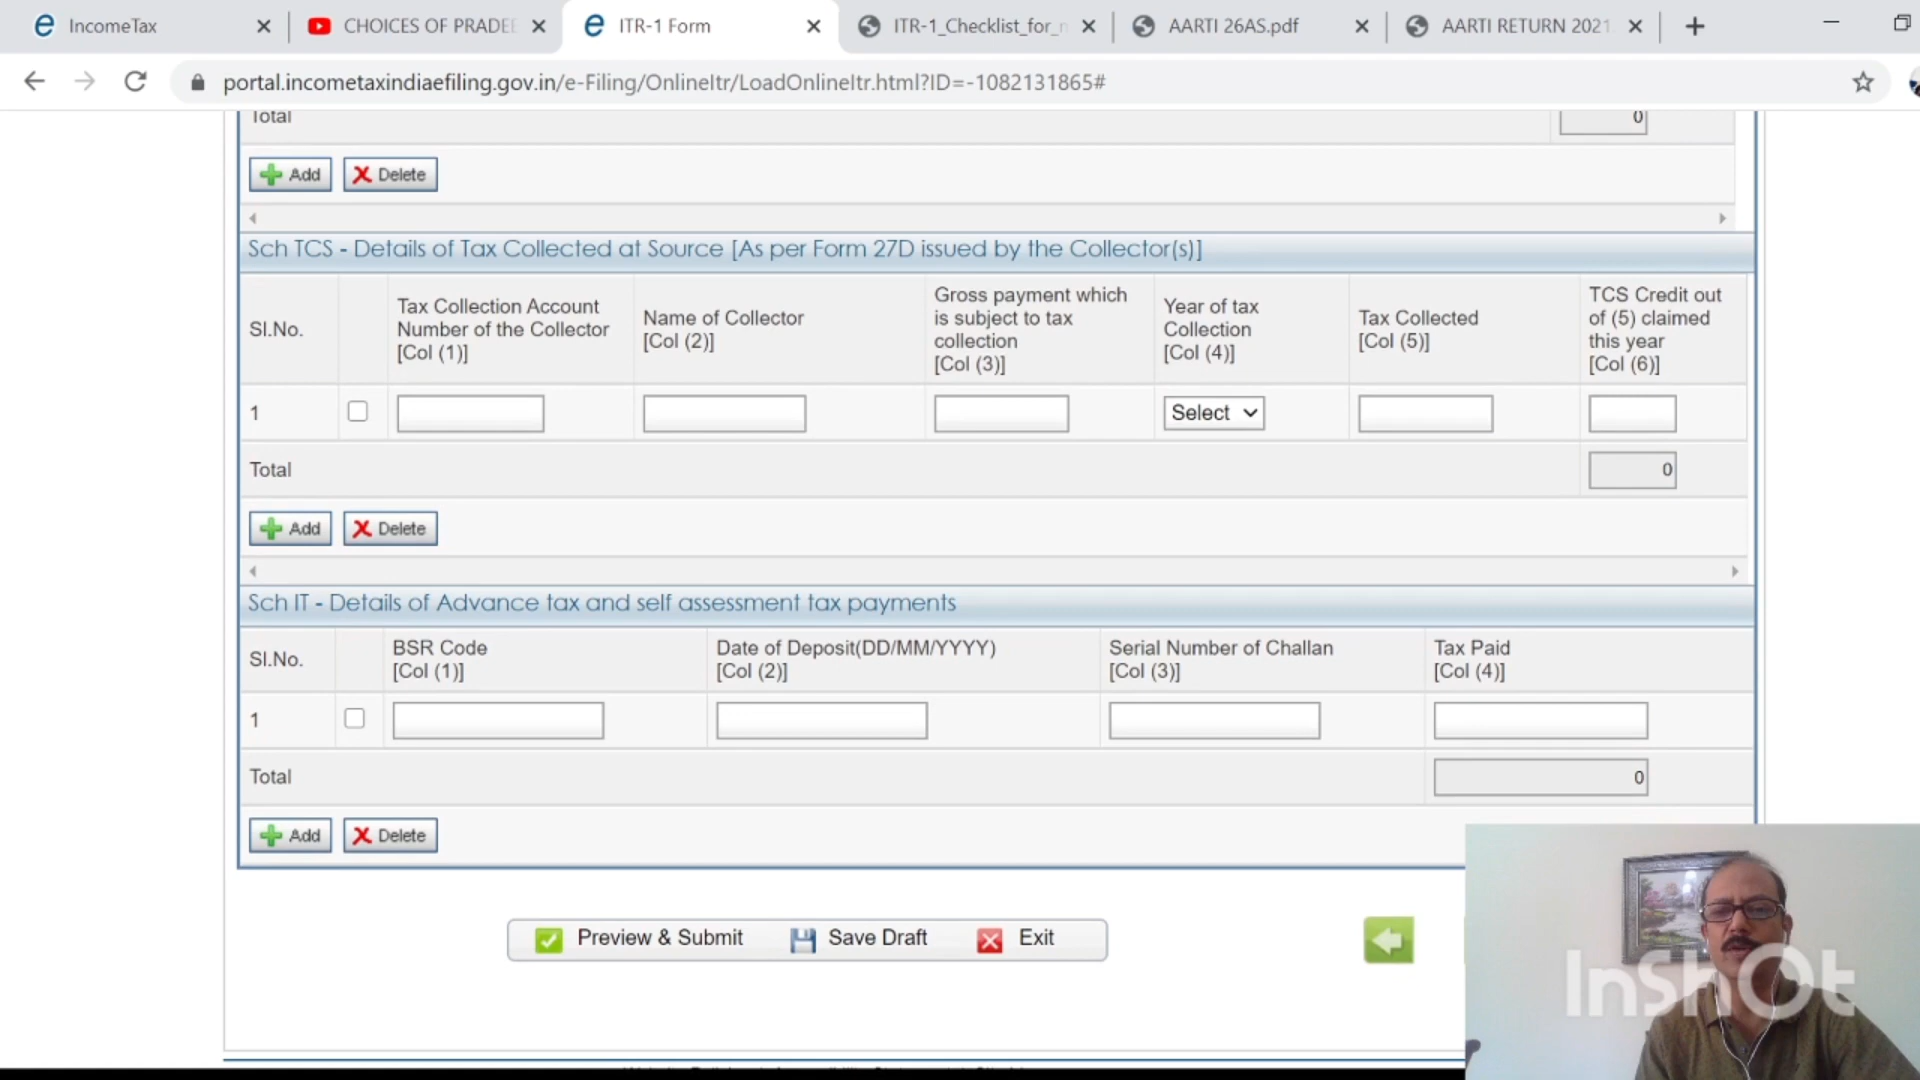 IncomeTax
CHOICES OF PRADEE
ITR-1 Form
ITR-1_Checklist_for_n
AARTI 26AS.pdf
AARTI RETURN 2021
portal.incometaxindiaefiling.gov.in/e-Filing/OnlineItr/LoadOnlineItr.html?ID=-1082131865#
Total 0
Add Delete
Sch TCS - Details of Tax Collected at Source [As per Form 27D issued by the Collector(s)]
Sl.No.
Tax Collection Account
Number of the Collector
[Col (1)]
Name of Collector
[Col (2)]
Gross payment which
is subject to tax
collection
[Col (3)]
Year of tax
Collection
[Col (4)]
Tax Collected
[Col (5)]
TCS Credit out
of (5) claimed
this year
[Col (6)]
1 Select
Total 0
Add Delete
Sch IT - Details of Advance tax and self assessment tax payments
Sl.No.
BSR Code
[Col (1)]
Date of Deposit(DD/MM/YYYY)
[Col (2)]
Serial Number of Challan
[Col (3)]
Tax Paid
[Col (4)]
1
Total 0
Add Delete
Preview & Submit Save Draft Exit
InShOt